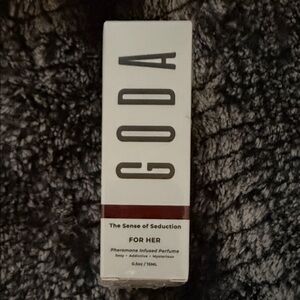 GODA
The Sense of Seduction
FOR HER
Pheromone Infused Perfume
Sexy • Addictive • Mysterious
0.5oz / 15ML